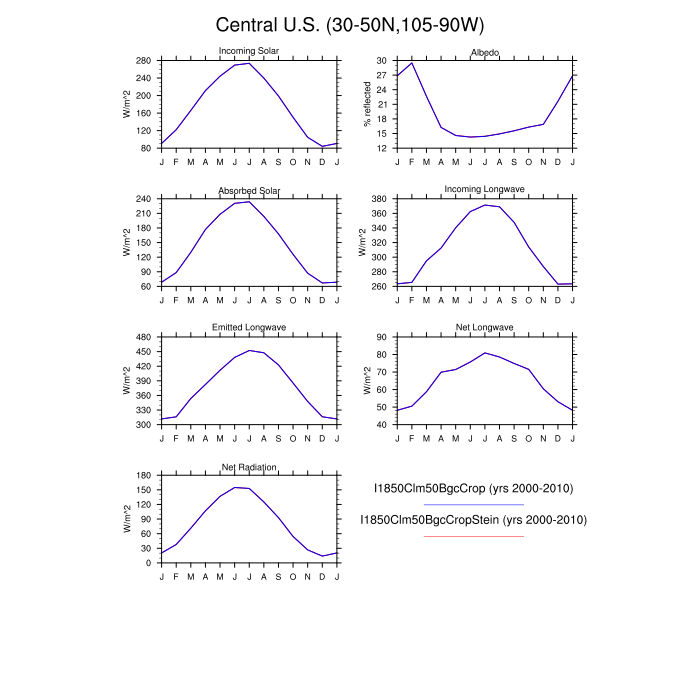 Central U.S. (30-50N,105-90W)
Incoming Solar
W/m^2
280
240
200
160
120
80
J F M A M J J A S O N D J
Albedo
% reflected
30
27
24
21
18
15
12
J F M A M J J A S O N D J
Absorbed Solar
W/m^2
240
210
180
150
120
90
60
J F M A M J J A S O N D J
Incoming Longwave
W/m^2
380
360
340
320
300
280
260
J F M A M J J A S O N D J
Emitted Longwave
W/m^2
480
450
420
390
360
330
300
J F M A M J J A S O N D J
Net Longwave
W/m^2
90
80
70
60
50
40
J F M A M J J A S O N D J
Net Radiation
W/m^2
180
150
120
90
60
30
0
J F M A M J J A S O N D J
I1850Clm50BgcCrop (yrs 2000-2010)
I1850Clm50BgcCropStein (yrs 2000-2010)